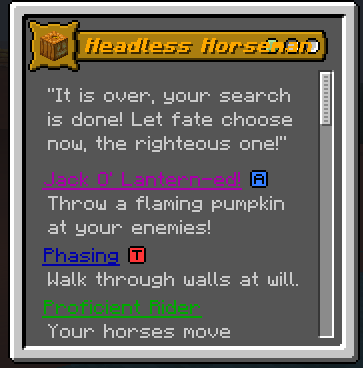 Headless Horseman
"It is over, your search
is done! Let fate choose
now, the righteous one!"
Jack O' Lantern-ed! A
Throw a flaming pumpkin
at your enemies!
Phasing T
Walk through walls at will.
Proficient Rider
Your horses move